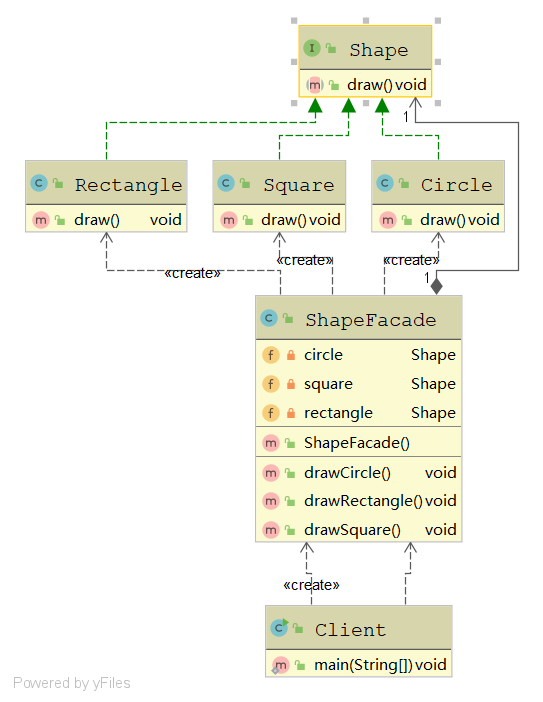 Shape
draw() void
1
Rectangle
draw() void
Square
draw() void
Circle
draw() void
«create»
«create»
«create»
1
ShapeFacade
circle Shape
square Shape
rectangle Shape
ShapeFacade()
drawCircle() void
drawRectangle() void
drawSquare() void
«create»
Client
main(String[]) void
Powered by yFiles